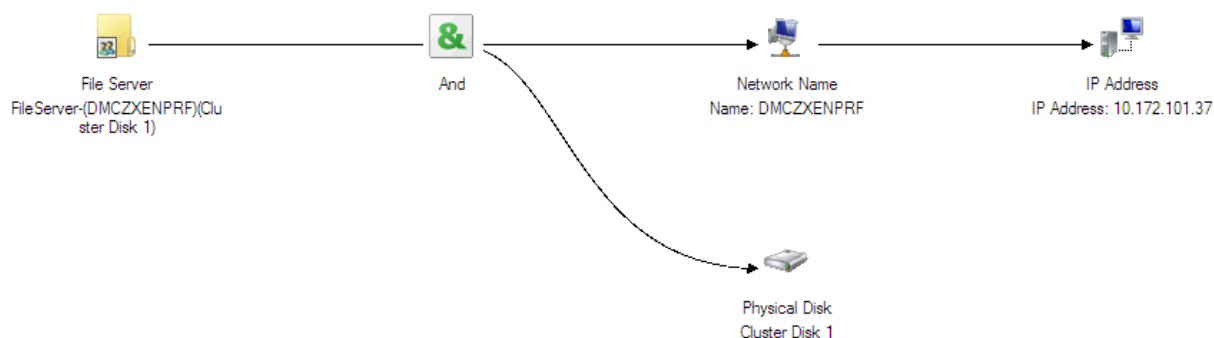 File Server
FileServer-(DMCZXENPRF)(Clu
ster Disk 1)
&
And
Network Name
Name: DMCZXENPRF
IP Address
IP Address: 10.172.101.37
Physical Disk
Cluster Disk 1